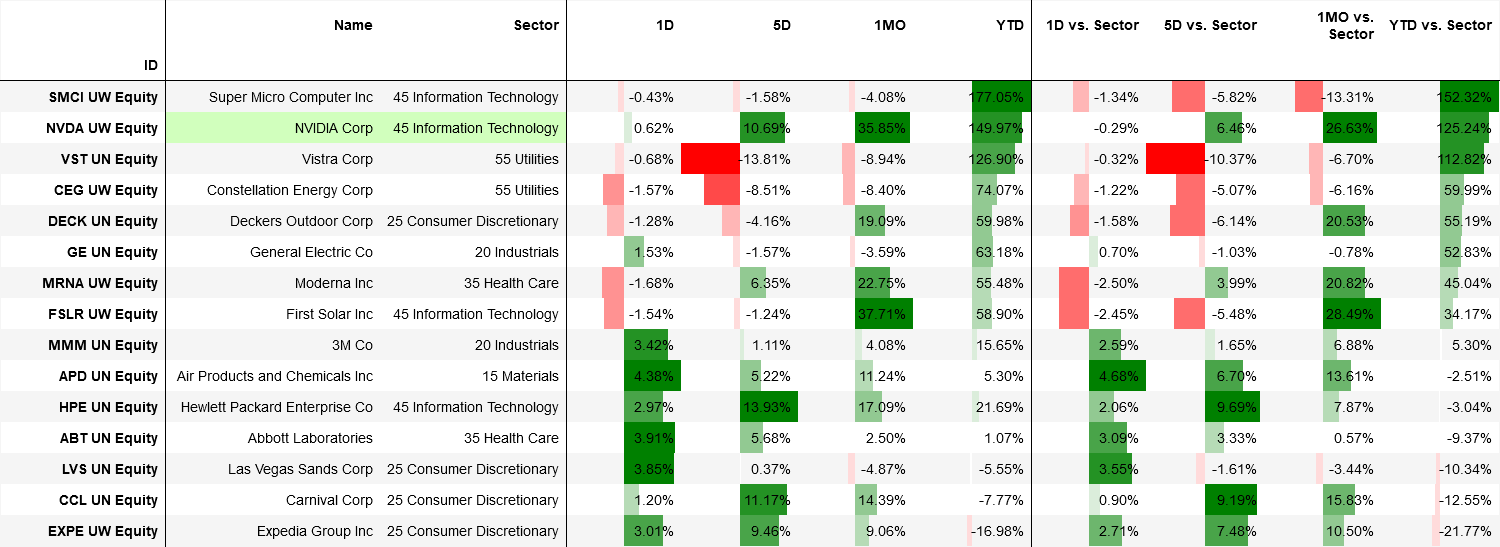 Name Sector 1D 5D 1MO YTD 1D vs. Sector 5D vs. Sector 1MO vs. Sector YTD vs. Sector
ID
SMCI UW Equity Super Micro Computer Inc 45 Information Technology -0.43% -1.58% -4.08% 177.05% -1.34% -5.82% -13.31% 152.32%
NVDA UW Equity NVIDIA Corp 45 Information Technology 0.62% 10.69% 35.85% 149.97% -0.29% 6.46% 26.63% 125.24%
VST UN Equity Vistra Corp 55 Utilities -0.68% -13.81% -8.94% 126.90% -0.32% -10.37% -6.70% 112.82%
CEG UW Equity Constellation Energy Corp 55 Utilities -1.57% -8.51% -8.40% 74.07% -1.22% -5.07% -6.16% 59.99%
DECK UN Equity Deckers Outdoor Corp 25 Consumer Discretionary -1.28% -4.16% 19.09% 59.98% -1.58% -6.14% 20.53% 55.19%
GE UN Equity General Electric Co 20 Industrials 1.53% -1.57% -3.59% 63.18% 0.70% -1.03% -0.78% 52.83%
MRNA UW Equity Moderna Inc 35 Health Care -1.68% 6.35% 22.75% 55.48% -2.50% 3.99% 20.82% 45.04%
FSLR UW Equity First Solar Inc 45 Information Technology -1.54% -1.24% 37.71% 58.90% -2.45% -5.48% 28.49% 34.17%
MMM UN Equity 3M Co 20 Industrials 3.42% 1.11% 4.08% 15.65% 2.59% 1.65% 6.88% 5.30%
APD UN Equity Air Products and Chemicals Inc 15 Materials 4.38% 5.22% 11.24% 5.30% 4.68% 6.70% 13.61% -2.51%
HPE UN Equity Hewlett Packard Enterprise Co 45 Information Technology 2.97% 13.93% 17.09% 21.69% 2.06% 9.69% 7.87% -3.04%
ABT UN Equity Abbott Laboratories 35 Health Care 3.91% 5.68% 2.50% 1.07% 3.09% 3.33% 0.57% -9.37%
LVS UN Equity Las Vegas Sands Corp 25 Consumer Discretionary 3.85% 0.37% -4.87% -5.55% 3.55% -1.61% -3.44% -10.34%
CCL UN Equity Carnival Corp 25 Consumer Discretionary 1.20% 11.17% 14.39% -7.77% 0.90% 9.19% 15.83% -12.55%
EXPE UW Equity Expedia Group Inc 25 Consumer Discretionary 3.01% 9.46% 9.06% -16.98% 2.71% 7.48% 10.50% -21.77%